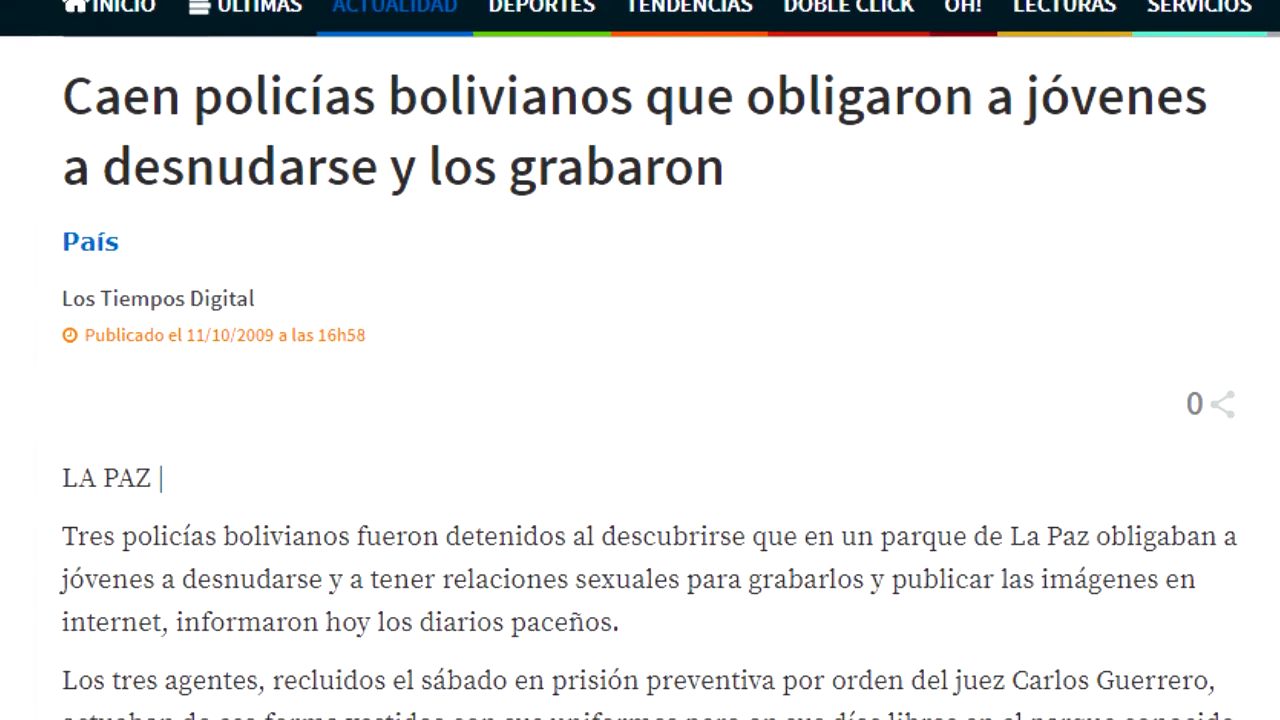 INICIO ÚLTIMAS ACTUALIDAD DEPORTES TENDENCIAS DOBLE CLICK OH! LECTURAS SERVICIOS
Caen policías bolivianos que obligaron a jóvenes
a desnudarse y los grabaron
País
Los Tiempos Digital
Publicado el 11/10/2009 a las 16h58
0
LA PAZ |
Tres policías bolivianos fueron detenidos al descubrirse que en un parque de La Paz obligaban a
jóvenes a desnudarse y a tener relaciones sexuales para grabarlos y publicar las imágenes en
internet, informaron hoy los diarios paceños.
Los tres agentes, recluidos el sábado en prisión preventiva por orden del juez Carlos Guerrero,